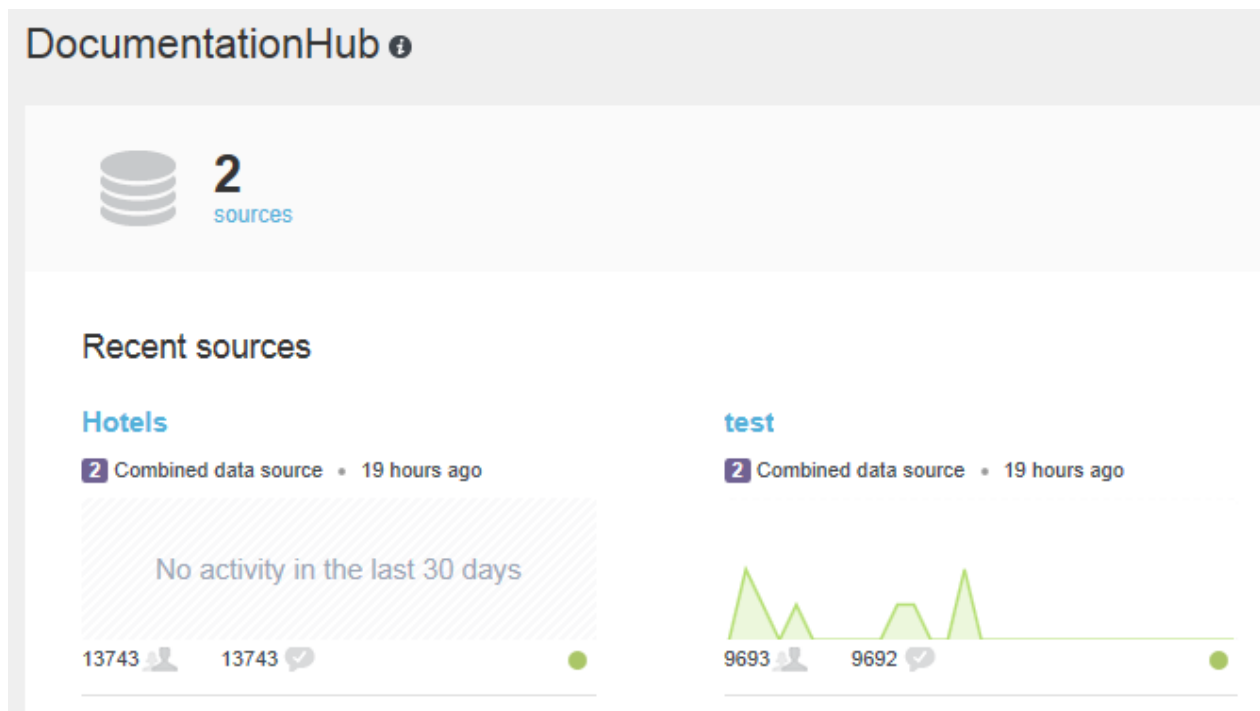 DocumentationHub
2
sources
Recent sources
Hotels
2 Combined data source • 19 hours ago
No activity in the last 30 days
13743 13743
test
2 Combined data source • 19 hours ago
9693 9692